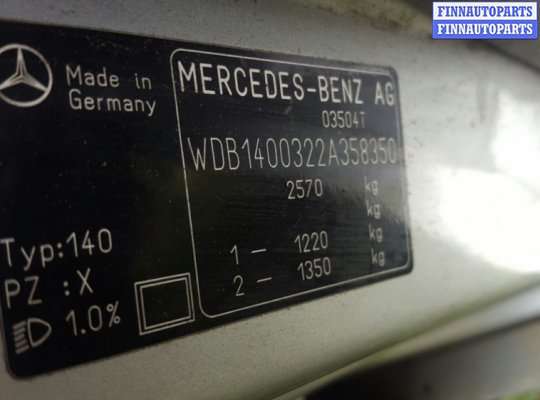 FINNAUTOPARTS
FINNAUTOPARTS
Made in
Germany
MERCEDES-BENZ AG
03504T
WDB1400322A358350
2570 kg
kg
1 – 1220 kg
2 – 1350 kg
Typ:140
PZ :X
1.0%